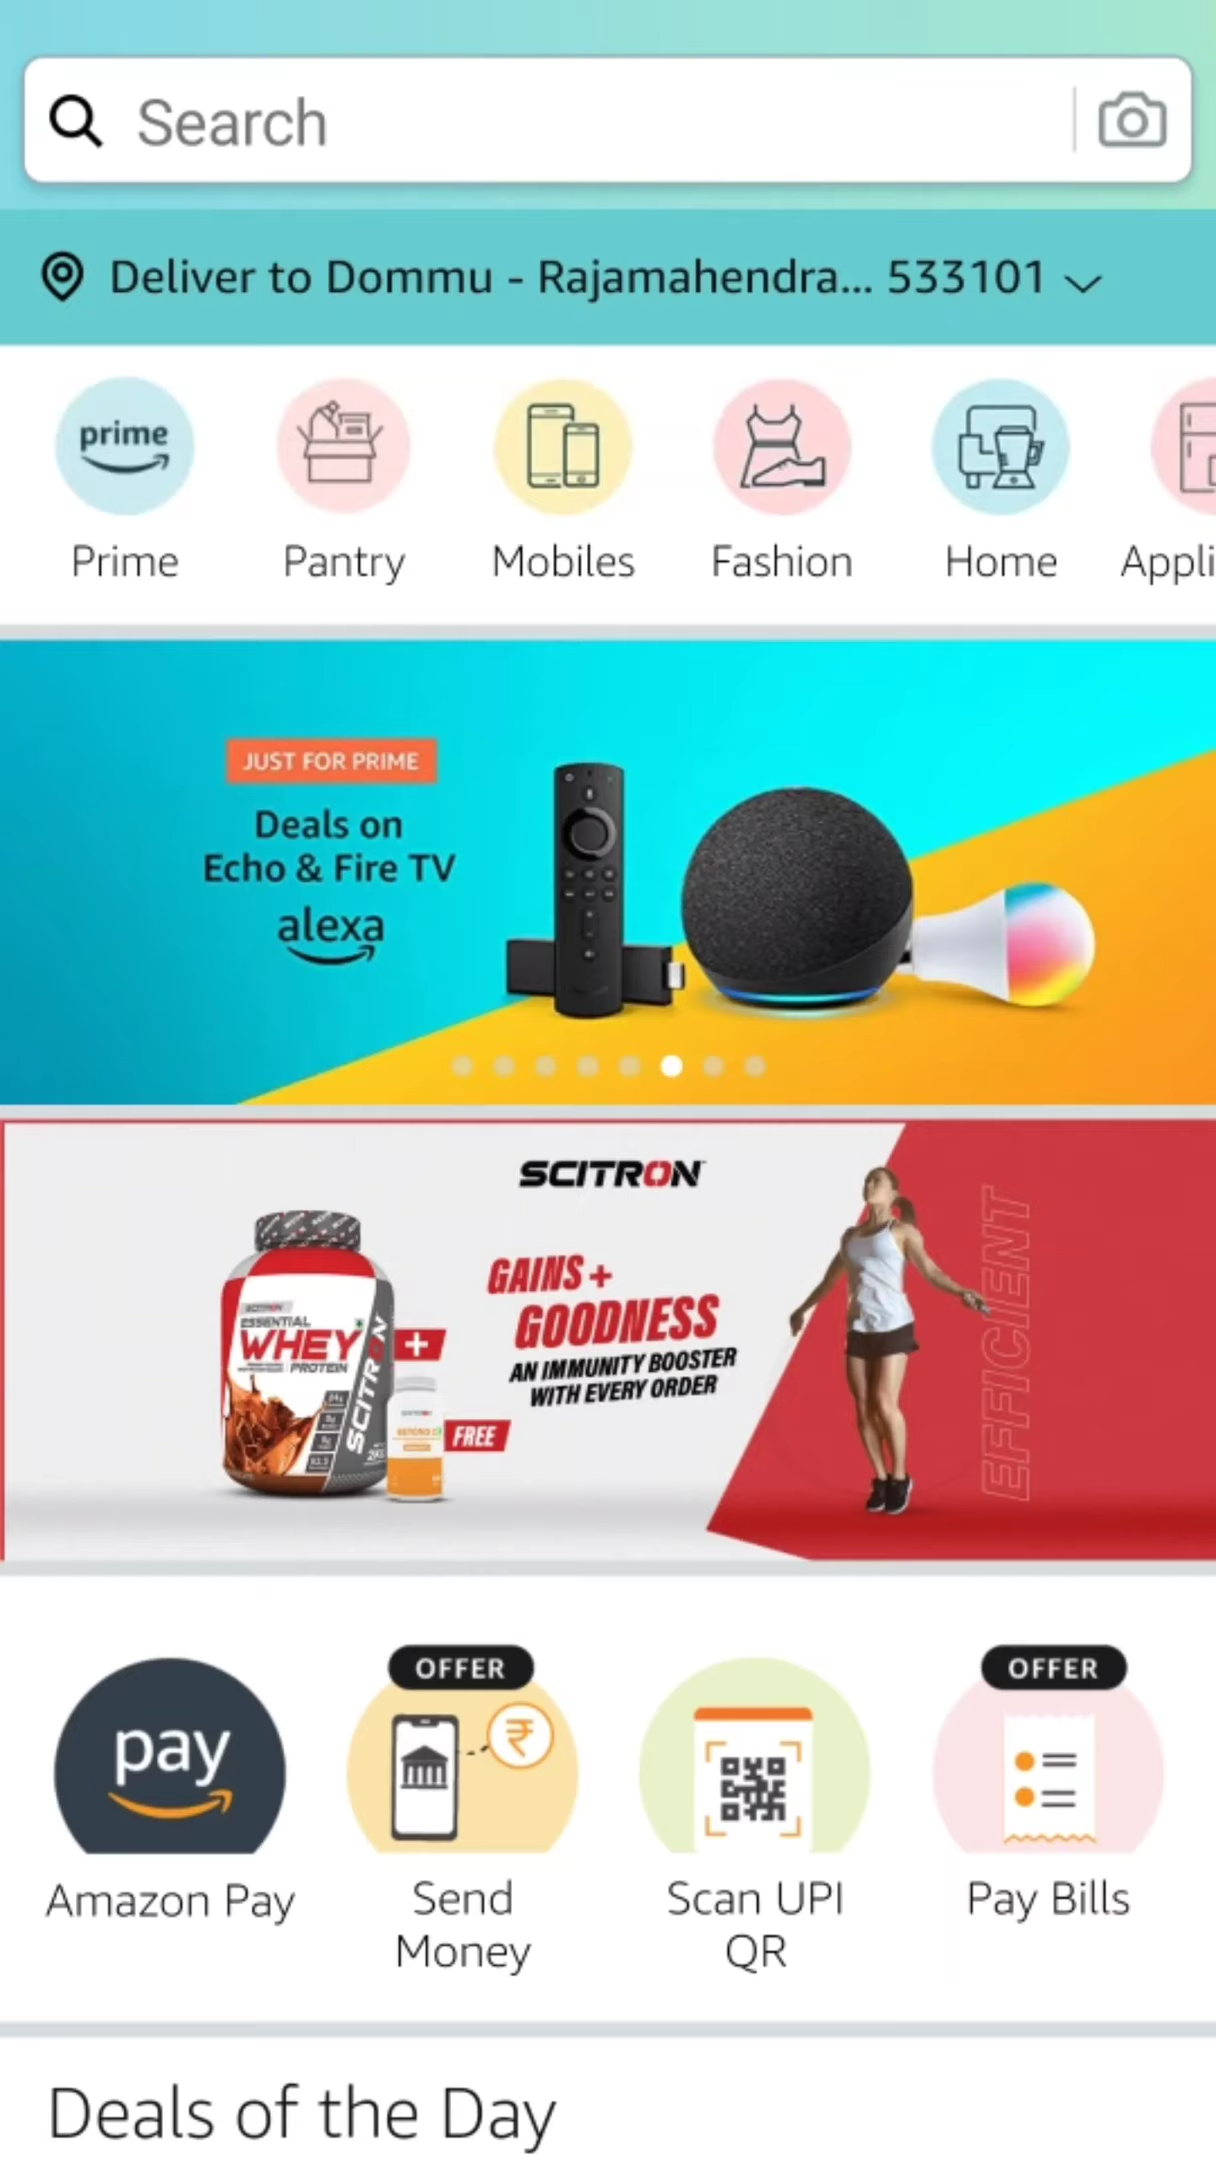 Search
Deliver to Dommu - Rajamahendra... 533101
prime
Prime
Pantry
Mobiles
Fashion
Home
Appli
JUST FOR PRIME
Deals on
Echo & Fire TV
alexa
SCITRON
GAINS +
GOODNESS
AN IMMUNITY BOOSTER
WITH EVERY ORDER
EFFICIENT
SCITRON
ESSENTIAL
WHEY
PROTEIN
SCITRON
+
FREE
pay
Amazon Pay
OFFER
₹
Send
Money
Scan UPI
QR
OFFER
Pay Bills
Deals of the Day